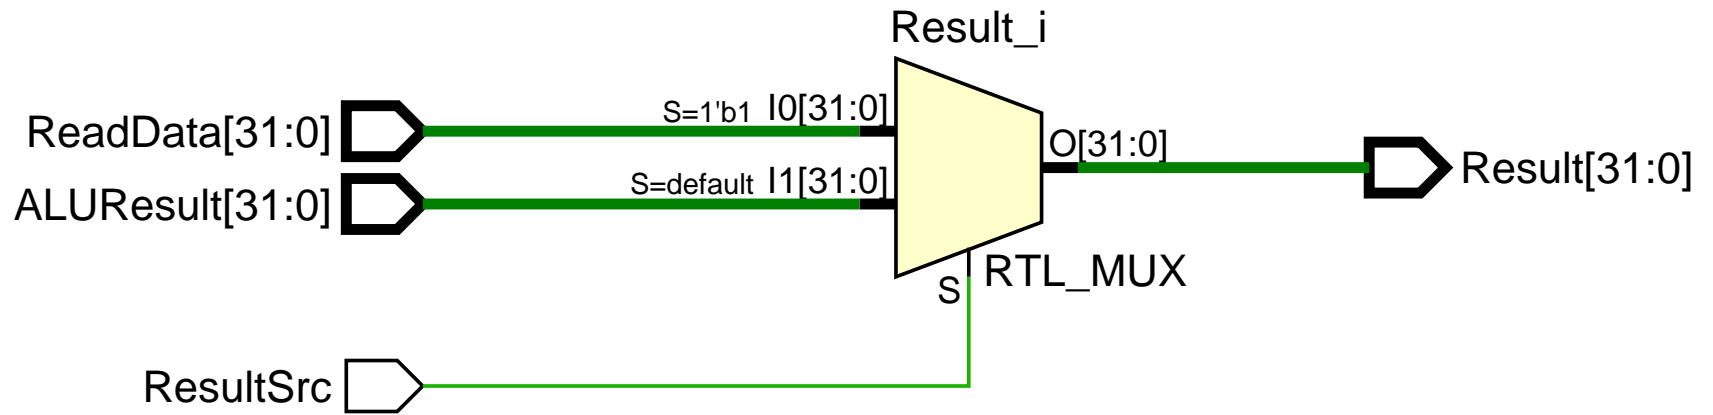 Result_i
ReadData[31:0]
S=1'b1 I0[31:0]
O[31:0]
Result[31:0]
ALUResult[31:0]
S=default I1[31:0]
S
RTL_MUX
ResultSrc